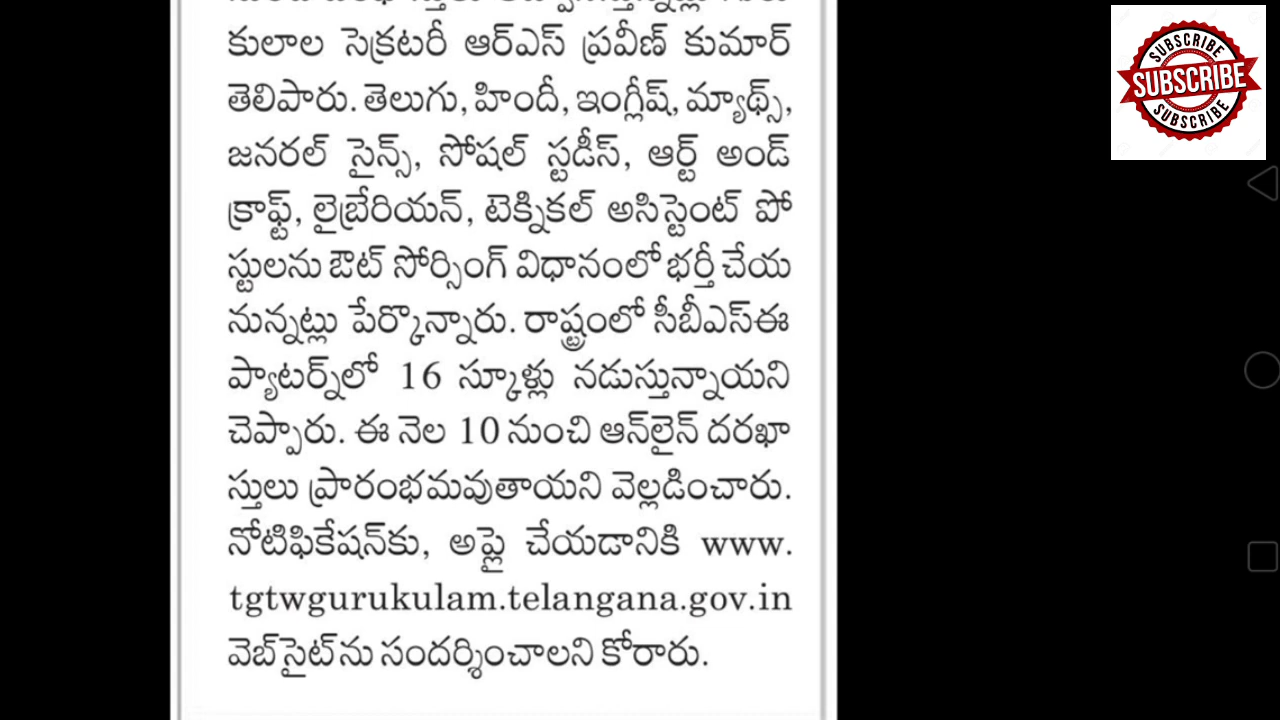 కులాల సెక్రటరీ ఆర్ఎస్ ప్రవీణ్ కుమార్
తెలిపారు. తెలుగు, హిందీ, ఇంగ్లీష్, మ్యాథ్స్,
జనరల్ సైన్స్, సోషల్ స్టడీస్, ఆర్ట్ అండ్
క్రాఫ్ట్, లైబ్రేరియన్, టెక్నికల్ అసిస్టెంట్ పో
స్టులను ఔట్ సోర్సింగ్ విధానంలో భర్తీ చేయ
నున్నట్లు పేర్కొన్నారు. రాష్ట్రంలో సీబీఎస్ఈ
ప్యాటర్న్‌లో 16 స్కూళ్లు నడుస్తున్నాయని
చెప్పారు. ఈ నెల 10 నుంచి ఆన్‌లైన్ దరఖా
స్తులు ప్రారంభమవుతాయని వెల్లడించారు.
నోటిఫికేషన్‌కు, అప్లై చేయడానికి www.
tgtwgurukulam.telangana.gov.in
వెబ్‌సైట్‌ను సందర్శించాలని కోరారు.
SUBSCRIBE
SUBSCRIBE
SUBSCRIBE